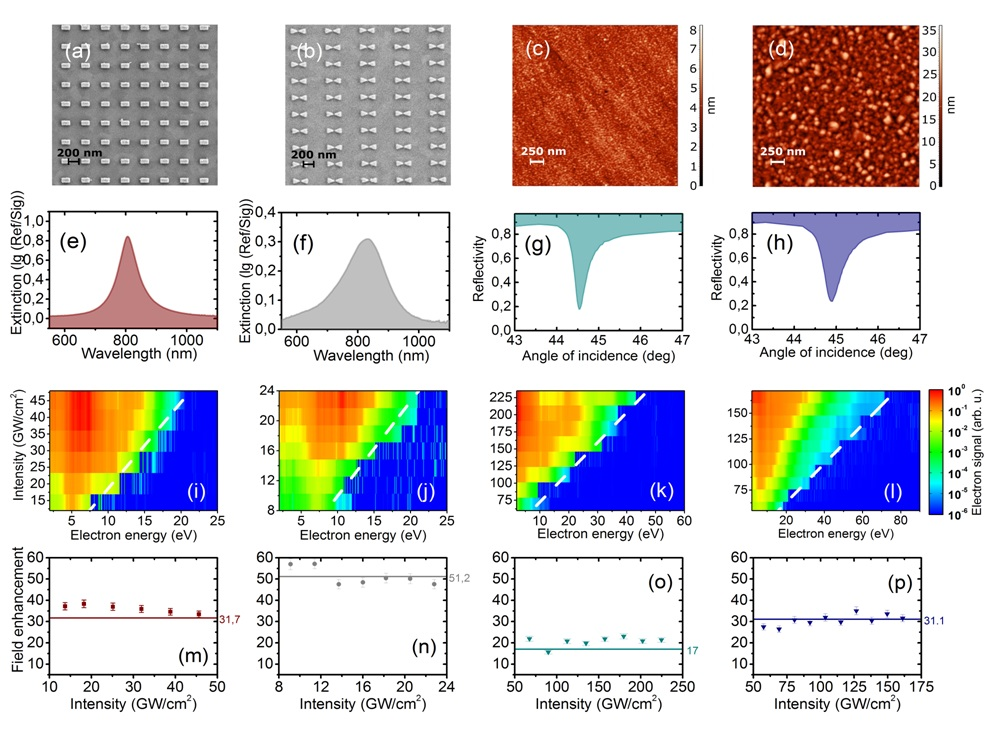 (a)
200 nm
(b)
200 nm
(c)
250 nm
8
7
6
5
4
3
2
1
0
nm
(d)
250 nm
35
30
25
20
15
10
5
0
nm
Extinction (lg (Ref/Sig))
1,0
0,8
0,6
0,4
0,2
0,0
(e)
600 800 1000
Wavelength (nm)
Extinction (lg (Ref/Sig))
0,4
0,3
0,2
0,1
0,0
(f)
600 800 1000
Wavelength (nm)
Reflectivity
0,8
0,6
0,4
0,2
0,0
(g)
43 44 45 46 47
Angle of incidence (deg)
Reflectivity
0,8
0,6
0,4
0,2
0,0
(h)
43 44 45 46 47
Angle of incidence (deg)
Intensity (GW/cm²)
45
40
35
30
25
20
15
(i)
5 10 15 20 25
Electron energy (eV)
24
20
16
12
8
(j)
5 10 15 20 25
Electron energy (eV)
225
200
175
150
125
100
75
(k)
10 20 30 40 50 60
Electron energy (eV)
150
125
100
75
(l)
20 40 60 80
Electron energy (eV)
10⁰
10⁻¹
10⁻²
10⁻³
10⁻⁴
10⁻⁵
10⁻⁶
Electron signal (arb. u.)
Field enhancement
60
50
40
30
20
10
31,7
(m)
10 20 30 40 50
Intensity (GW/cm²)
60
50
40
30
20
10
51,2
(n)
8 12 16 20 24
Intensity (GW/cm²)
60
50
40
30
20
10
(o)
17
50 100 150 200 250
Intensity (GW/cm²)
60
50
40
30
20
10
(p)
31.1
50 75 100 125 150 175
Intensity (GW/cm²)